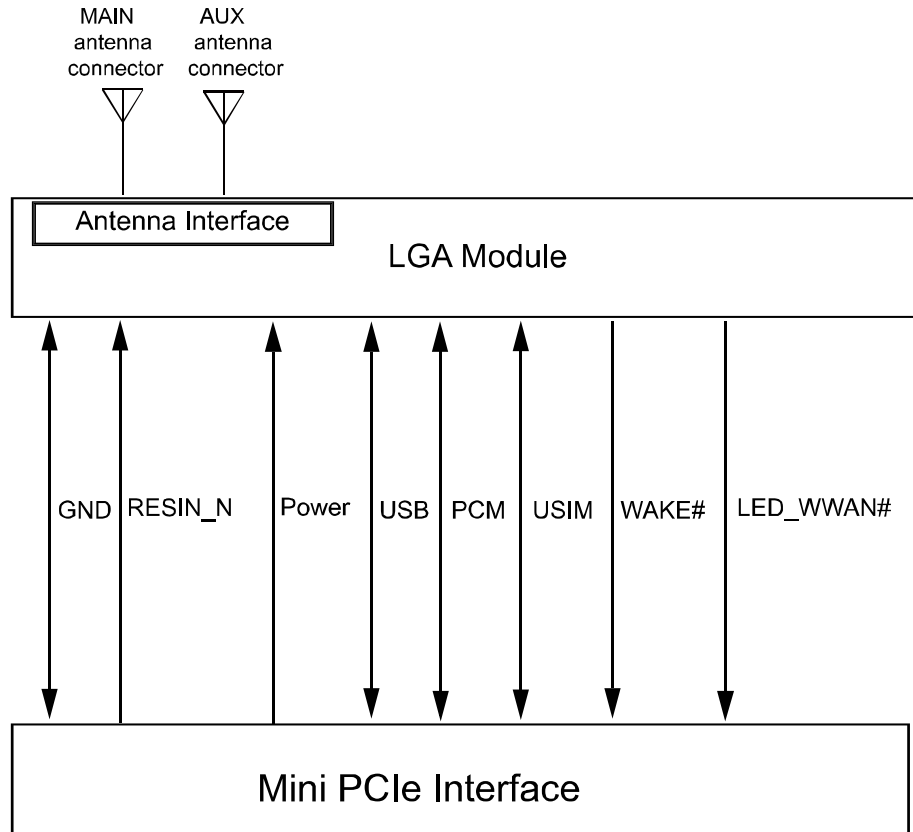 MAIN
antenna
connector
AUX
antenna
connector
Antenna Interface
LGA Module
GND
RESIN_N
Power
USB
PCM
USIM
WAKE#
LED_WWAN#
Mini PCIe Interface